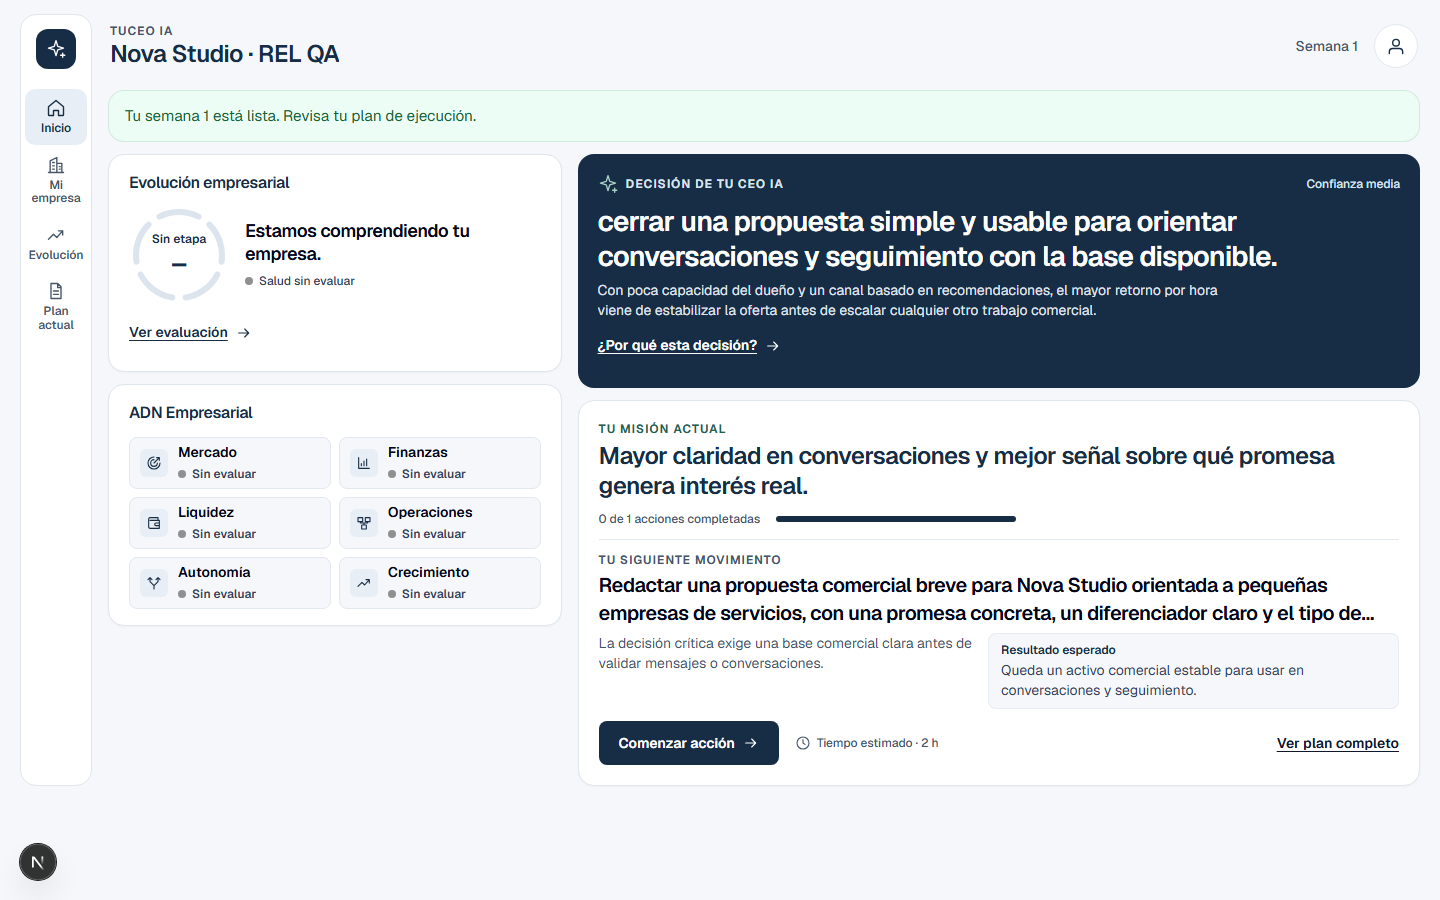 TUCEO IA
Nova Studio · REL QA
Semana 1
Inicio
Mi
empresa
Evolución
Plan
actual
Tu semana 1 está lista. Revisa tu plan de ejecución.
Evolución empresarial
Sin etapa
–
Estamos comprendiendo tu
empresa.
Salud sin evaluar
Ver evaluación
ADN Empresarial
Mercado
Sin evaluar
Finanzas
Sin evaluar
Liquidez
Sin evaluar
Operaciones
Sin evaluar
Autonomía
Sin evaluar
Crecimiento
Sin evaluar
DECISIÓN DE TU CEO IA
Confianza media
cerrar una propuesta simple y usable para orientar
conversaciones y seguimiento con la base disponible.
Con poca capacidad del dueño y un canal basado en recomendaciones, el mayor retorno por hora
viene de estabilizar la oferta antes de escalar cualquier otro trabajo comercial.
¿Por qué esta decisión?
TU MISIÓN ACTUAL
Mayor claridad en conversaciones y mejor señal sobre qué promesa
genera interés real.
0 de 1 acciones completadas
TU SIGUIENTE MOVIMIENTO
Redactar una propuesta comercial breve para Nova Studio orientada a pequeñas
empresas de servicios, con una promesa concreta, un diferenciador claro y el tipo de...
La decisión crítica exige una base comercial clara antes de
validar mensajes o conversaciones.
Resultado esperado
Queda un activo comercial estable para usar en
conversaciones y seguimiento.
Comenzar acción
Tiempo estimado · 2 h
Ver plan completo
N